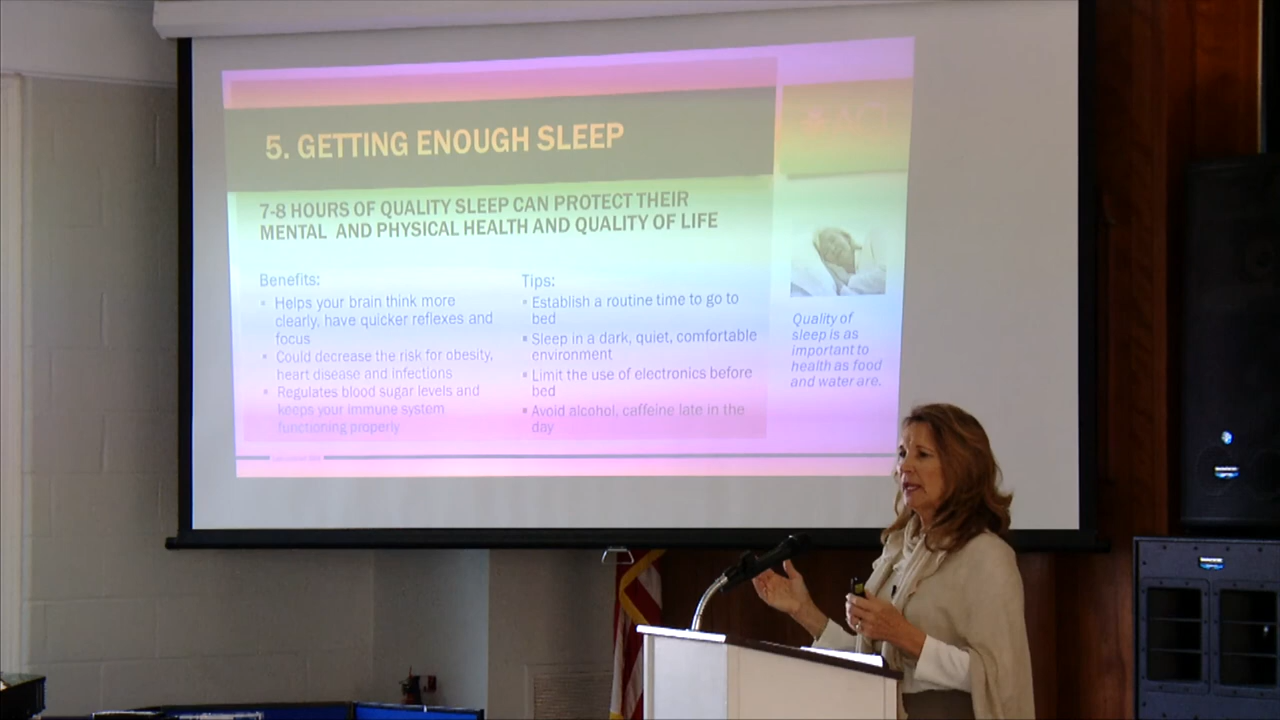 5. GETTING ENOUGH SLEEP
7-8 HOURS OF QUALITY SLEEP CAN PROTECT THEIR
MENTAL AND PHYSICAL HEALTH AND QUALITY OF LIFE
Benefits:
Helps your brain think more
clearly, have quicker reflexes and
focus
Could decrease the risk for obesity,
heart disease and infections
Regulates blood sugar levels and
keeps your immune system
functioning properly
Tips:
Establish a routine time to go to
bed
Sleep in a dark, quiet, comfortable
environment
Limit the use of electronics before
bed
Avoid alcohol, caffeine late in the
day
Quality of
sleep is as
important to
health as food
and water are.